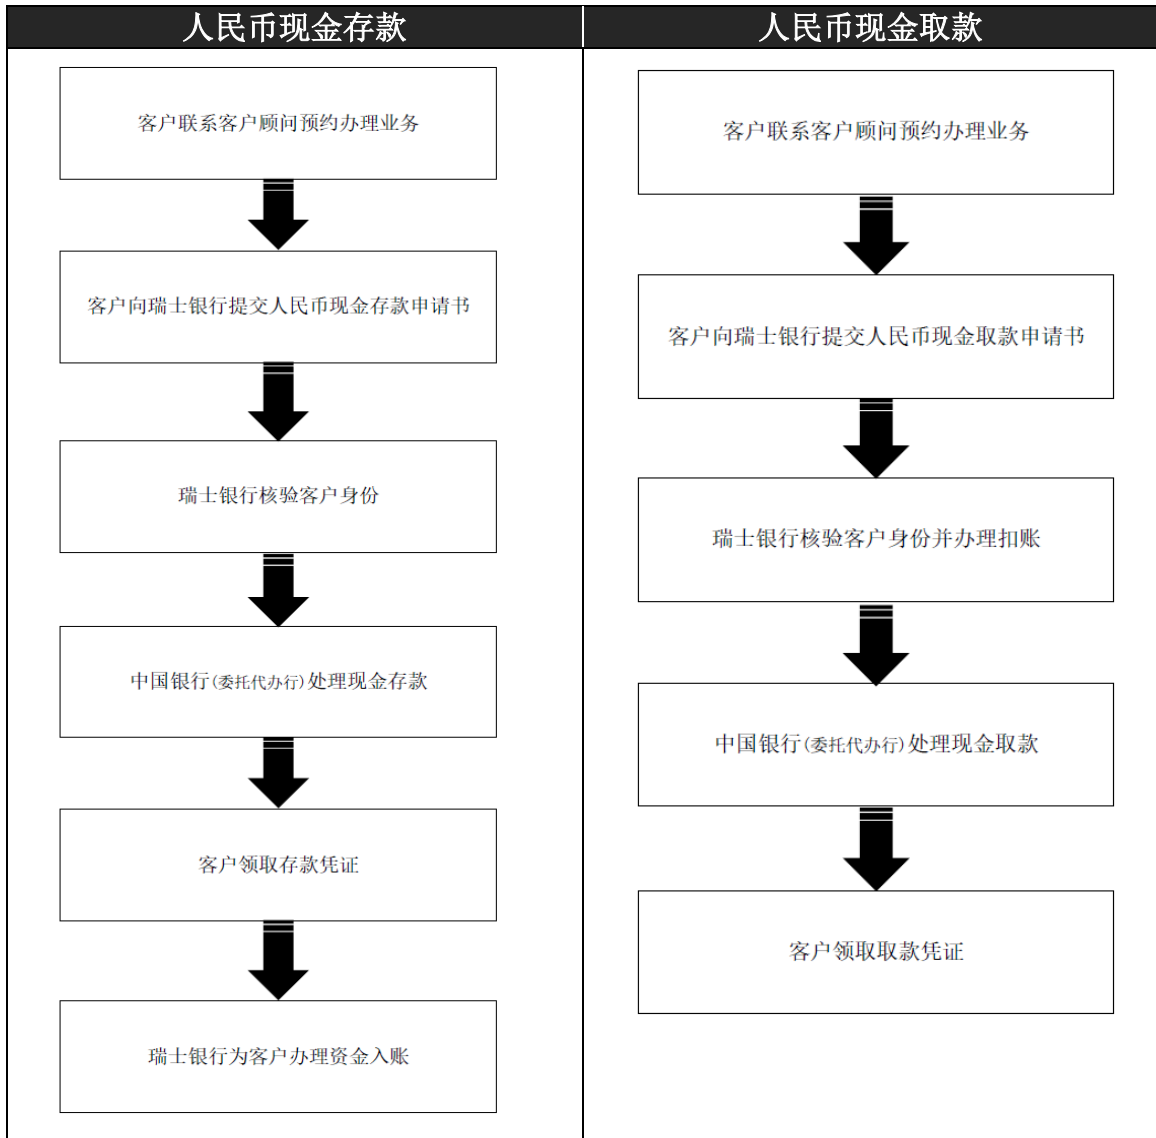 人民币现金存款
客户联系客户顾问预约办理业务
客户向瑞士银行提交人民币现金存款申请书
瑞士银行核验客户身份
中国银行(委托代办行)处理现金存款
客户领取存款凭证
瑞士银行为客户办理资金入账
人民币现金取款
客户联系客户顾问预约办理业务
客户向瑞士银行提交人民币现金取款申请书
瑞士银行核验客户身份并办理扣账
中国银行(委托代办行)处理现金取款
客户领取取款凭证